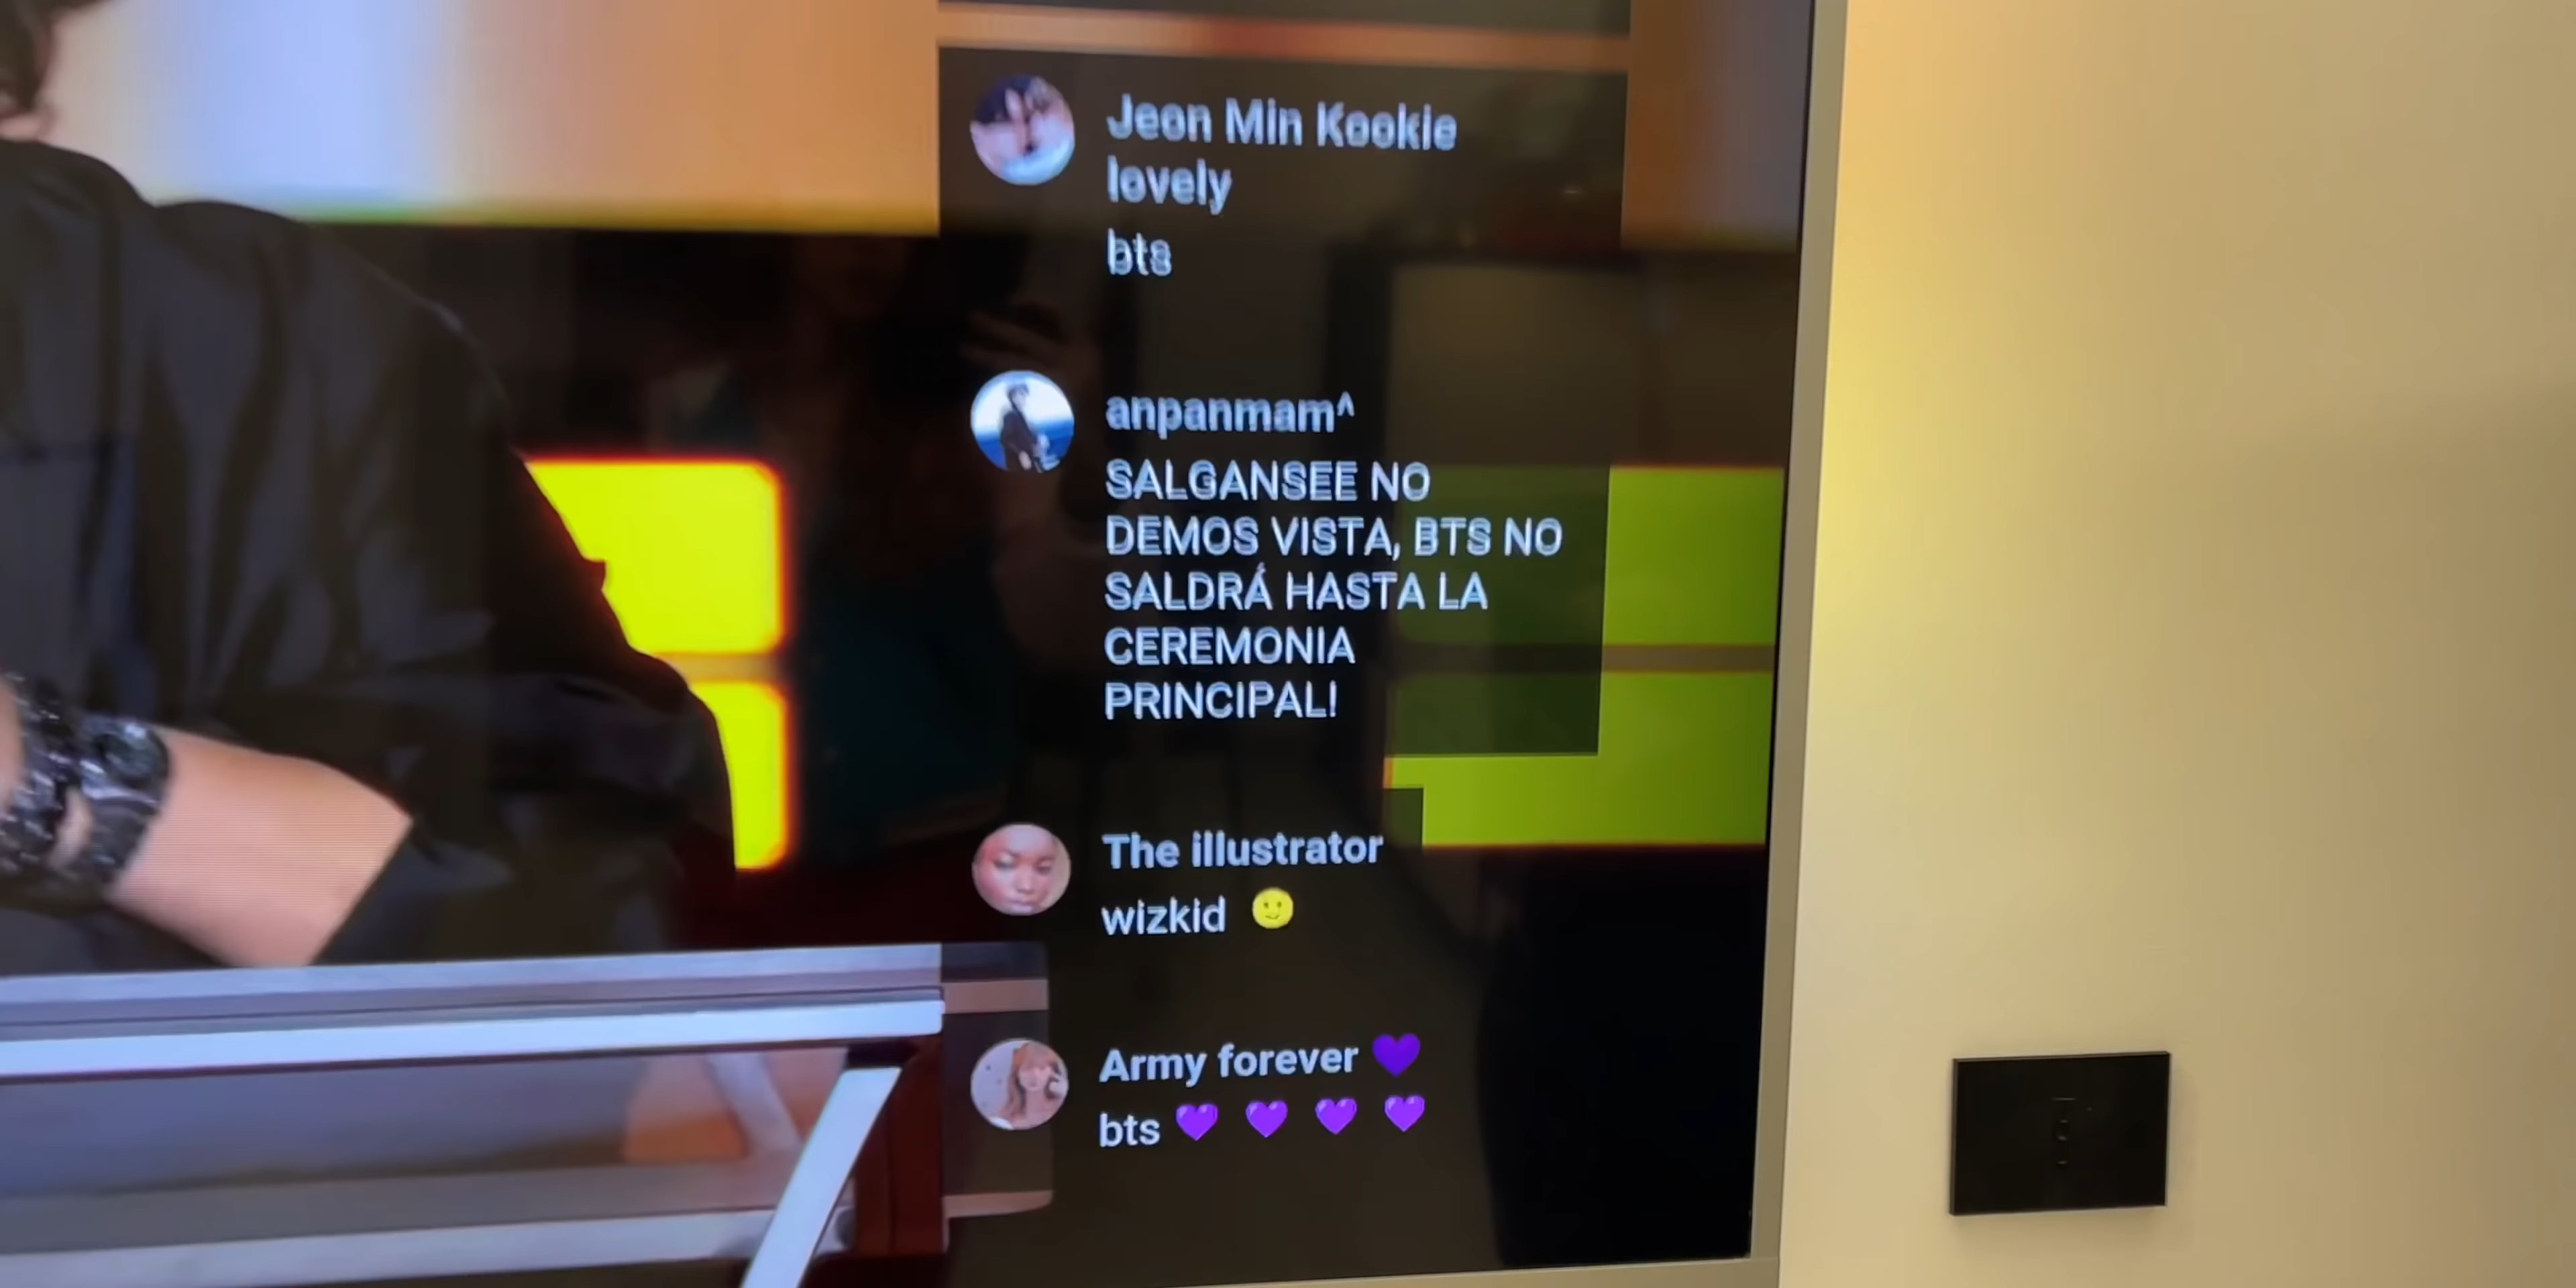 Jeon Min Kookie
lovely
bts
anpanmam^
SALGANSEE NO
DEMOS VISTA, BTS NO
SALDRÁ HASTA LA
CEREMONIA
PRINCIPAL!
The illustrator
wizkid 🙂
Army forever 💜
bts 💜 💜 💜 💜